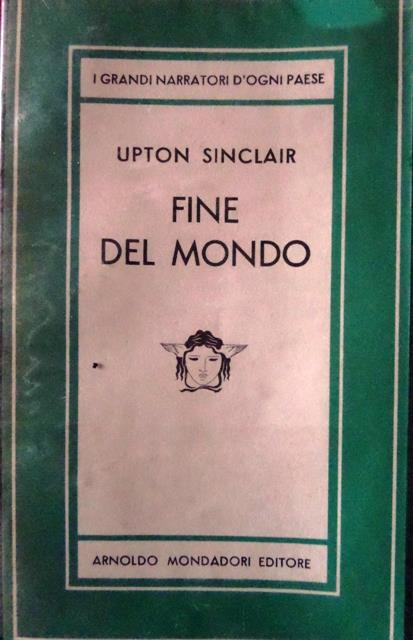 I GRANDI NARRATORI D'OGNI PAESE
UPTON SINCLAIR
FINE
DEL MONDO
ARNOLDO MONDADORI EDITORE